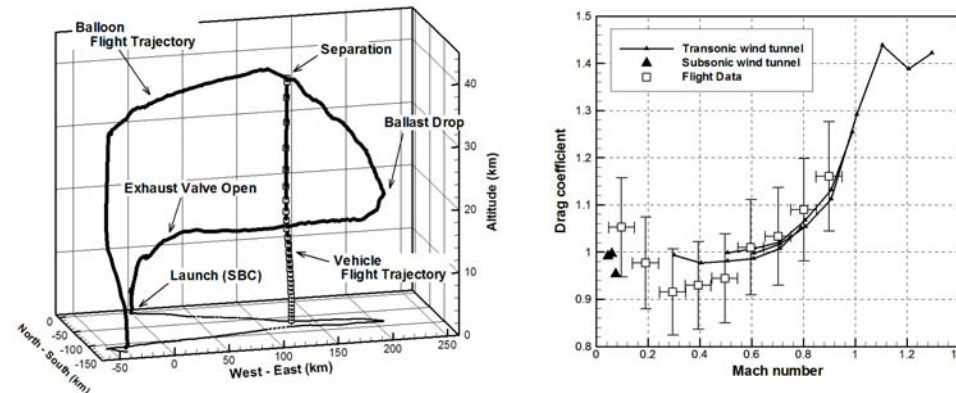 Balloon
Flight Trajectory
Separation
Ballast Drop
Exhaust Valve Open
Launch (SBC)
Vehicle
Flight Trajectory
40
30
20
10
0
Altitude (km)
0
-50
-100
-150
North - South (km)
-50
0
50
100
150
200
250
West - East (km)
Transonic wind tunnel
Subsonic wind tunnel
Flight Data
1.5
1.4
1.3
1.2
1.1
1
0.9
0.8
Drag coefficient
0
0.2
0.4
0.6
0.8
1
1.2
Mach number